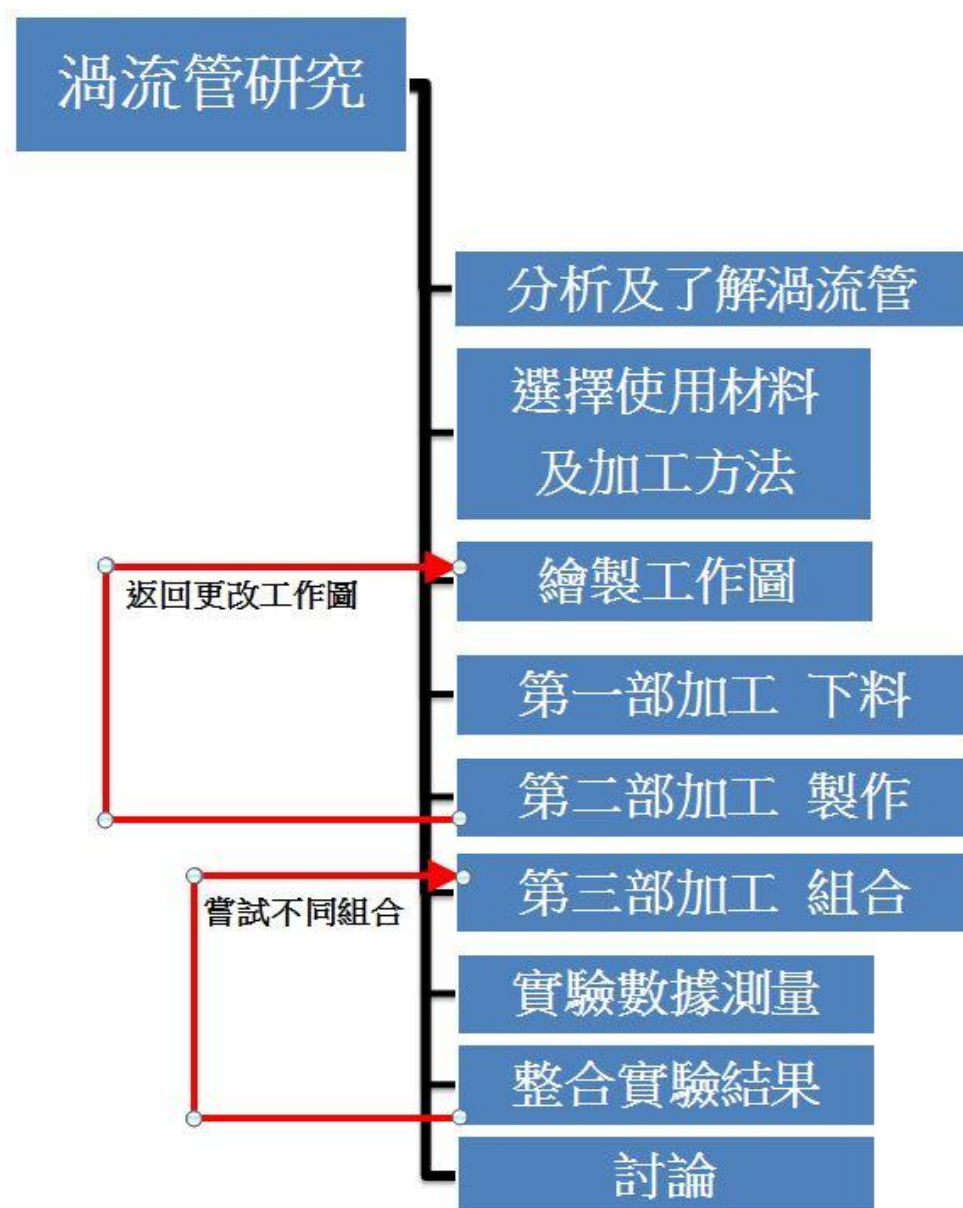 渦流管研究
分析及了解渦流管
選擇使用材料
及加工方法
繪製工作圖
返回更改工作圖
第一部加工 下料
第二部加工 製作
第三部加工 組合
嘗試不同組合
實驗數據測量
整合實驗結果
討論